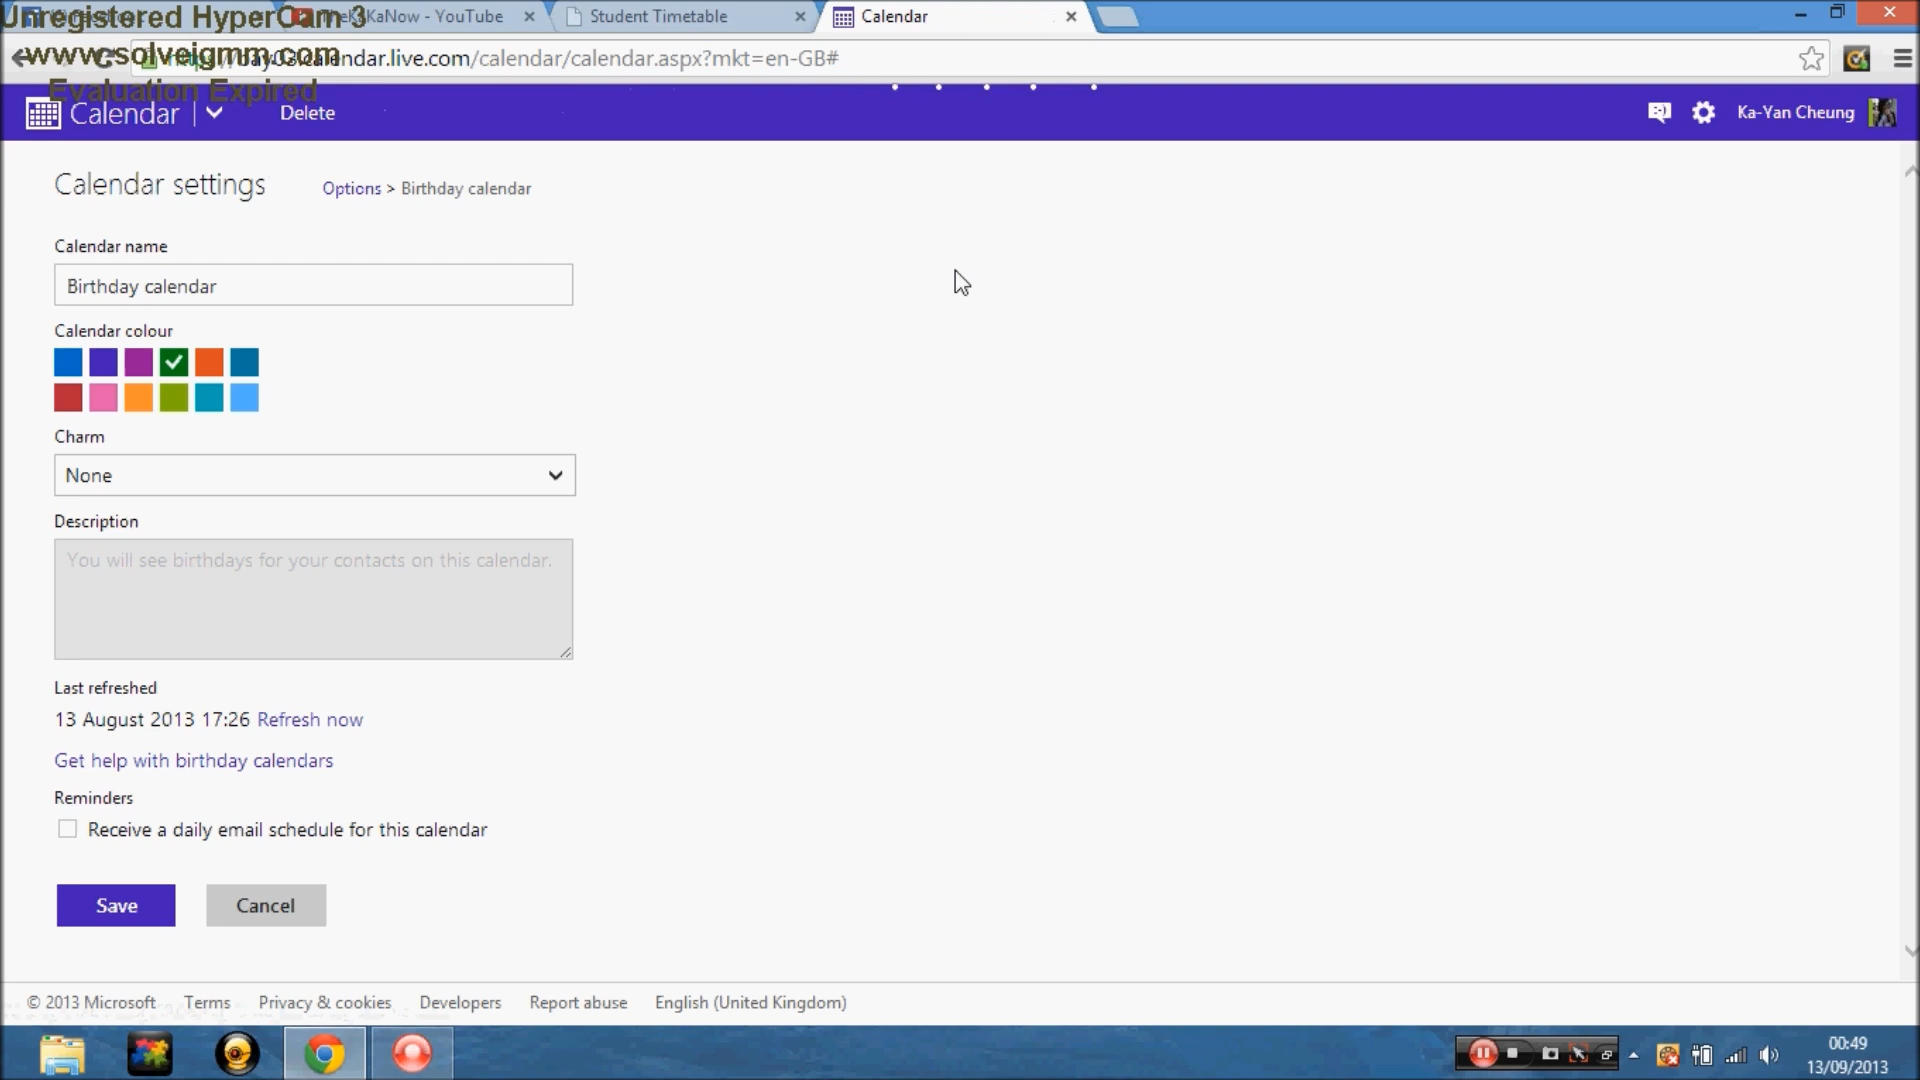 Unregistered HyperCam 3
www.solveigmm.com
Evaluation Expired
KaNow - YouTube
Student Timetable
Calendar
calendar.live.com/calendar/calendar.aspx?mkt=en-GB#
Calendar
Delete
Ka-Yan Cheung
Calendar settings
Options > Birthday calendar
Calendar name
Birthday calendar
Calendar colour
Charm
None
Description
You will see birthdays for your contacts on this calendar.
Last refreshed
13 August 2013 17:26 Refresh now
Get help with birthday calendars
Reminders
Receive a daily email schedule for this calendar
Save
Cancel
© 2013 Microsoft Terms Privacy & cookies Developers Report abuse English (United Kingdom)
00:49
13/09/2013